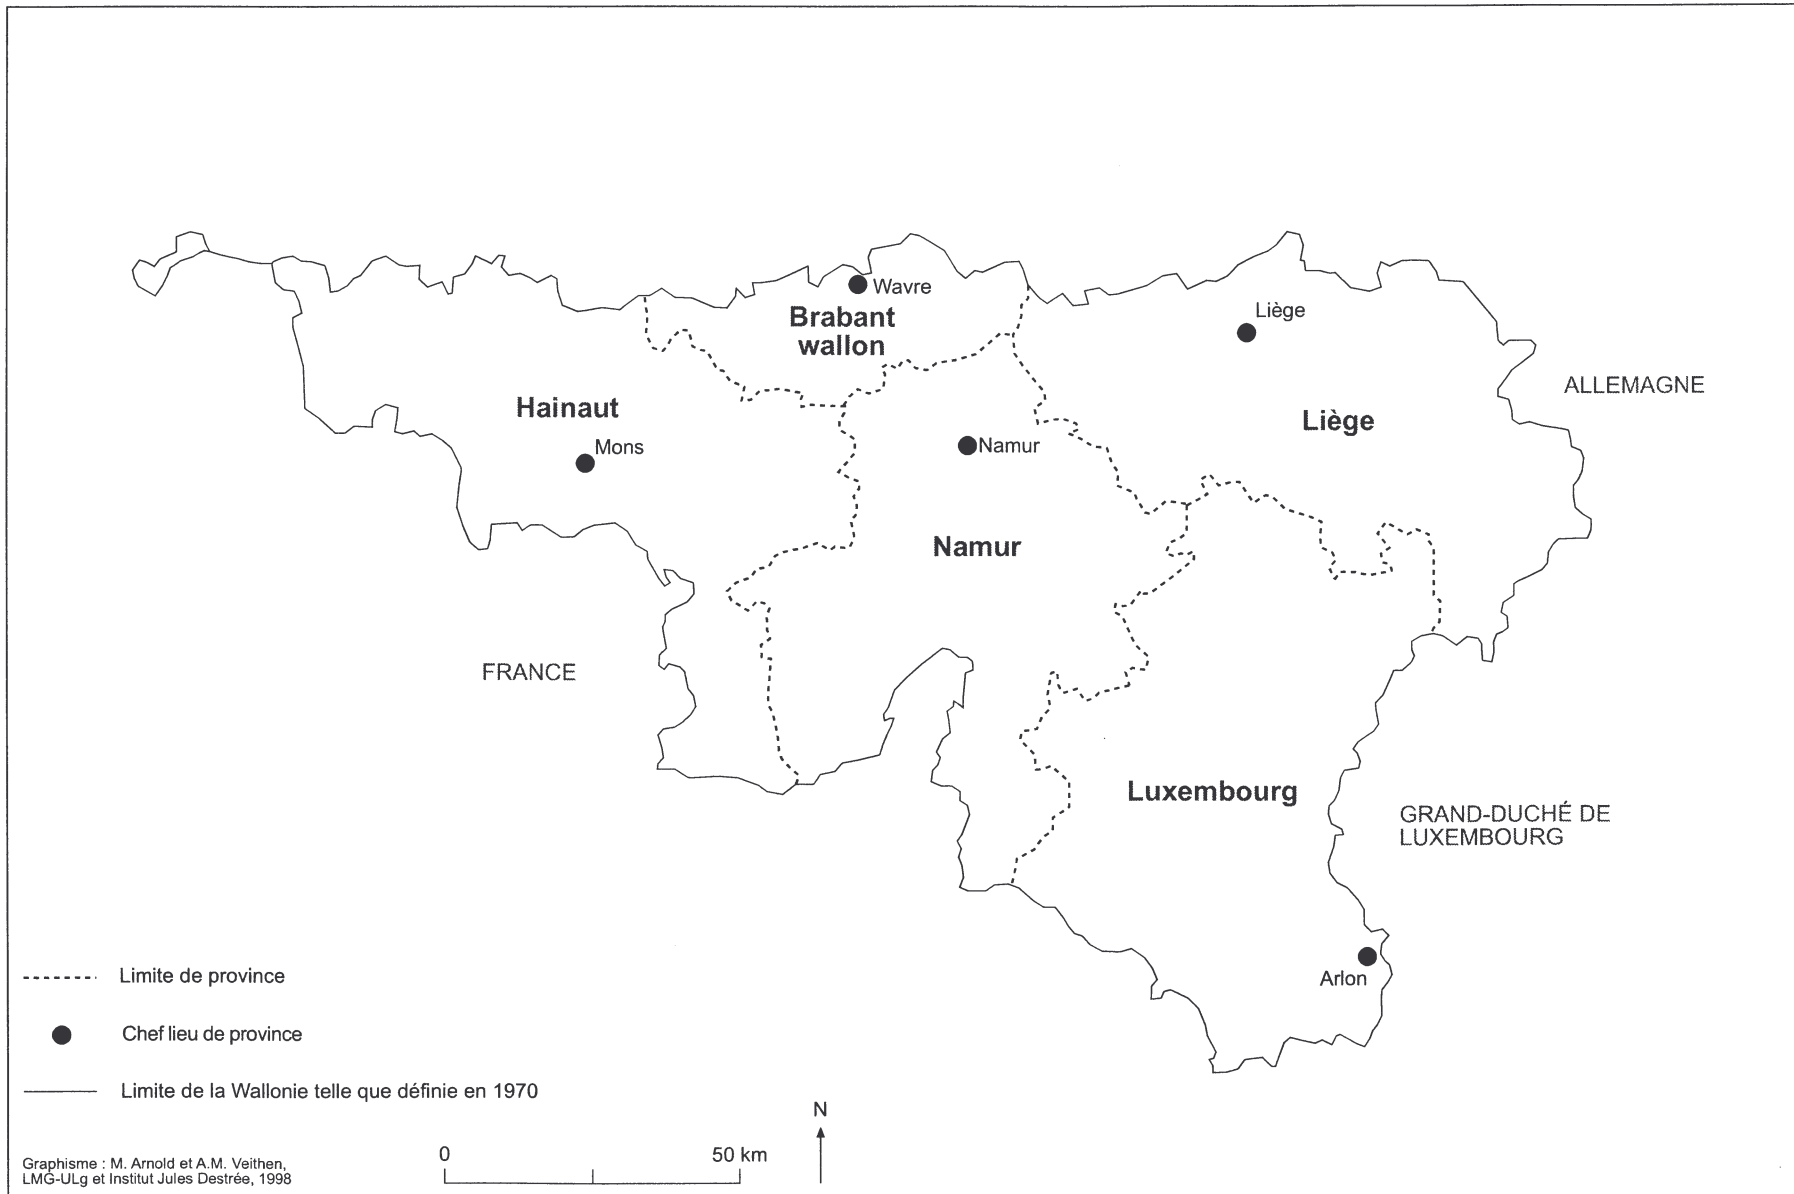 Wavre
Brabant
wallon
Liège
ALLEMAGNE
Hainaut
Liège
Mons
Namur
Namur
FRANCE
Luxembourg
GRAND-DUCHÉ DE
LUXEMBOURG
Arlon
Limite de province
Chef lieu de province
Limite de la Wallonie telle que définie en 1970
N
0
50 km
Graphisme : M. Arnold et A.M. Veithen,
LMG-ULg et Institut Jules Destrée, 1998